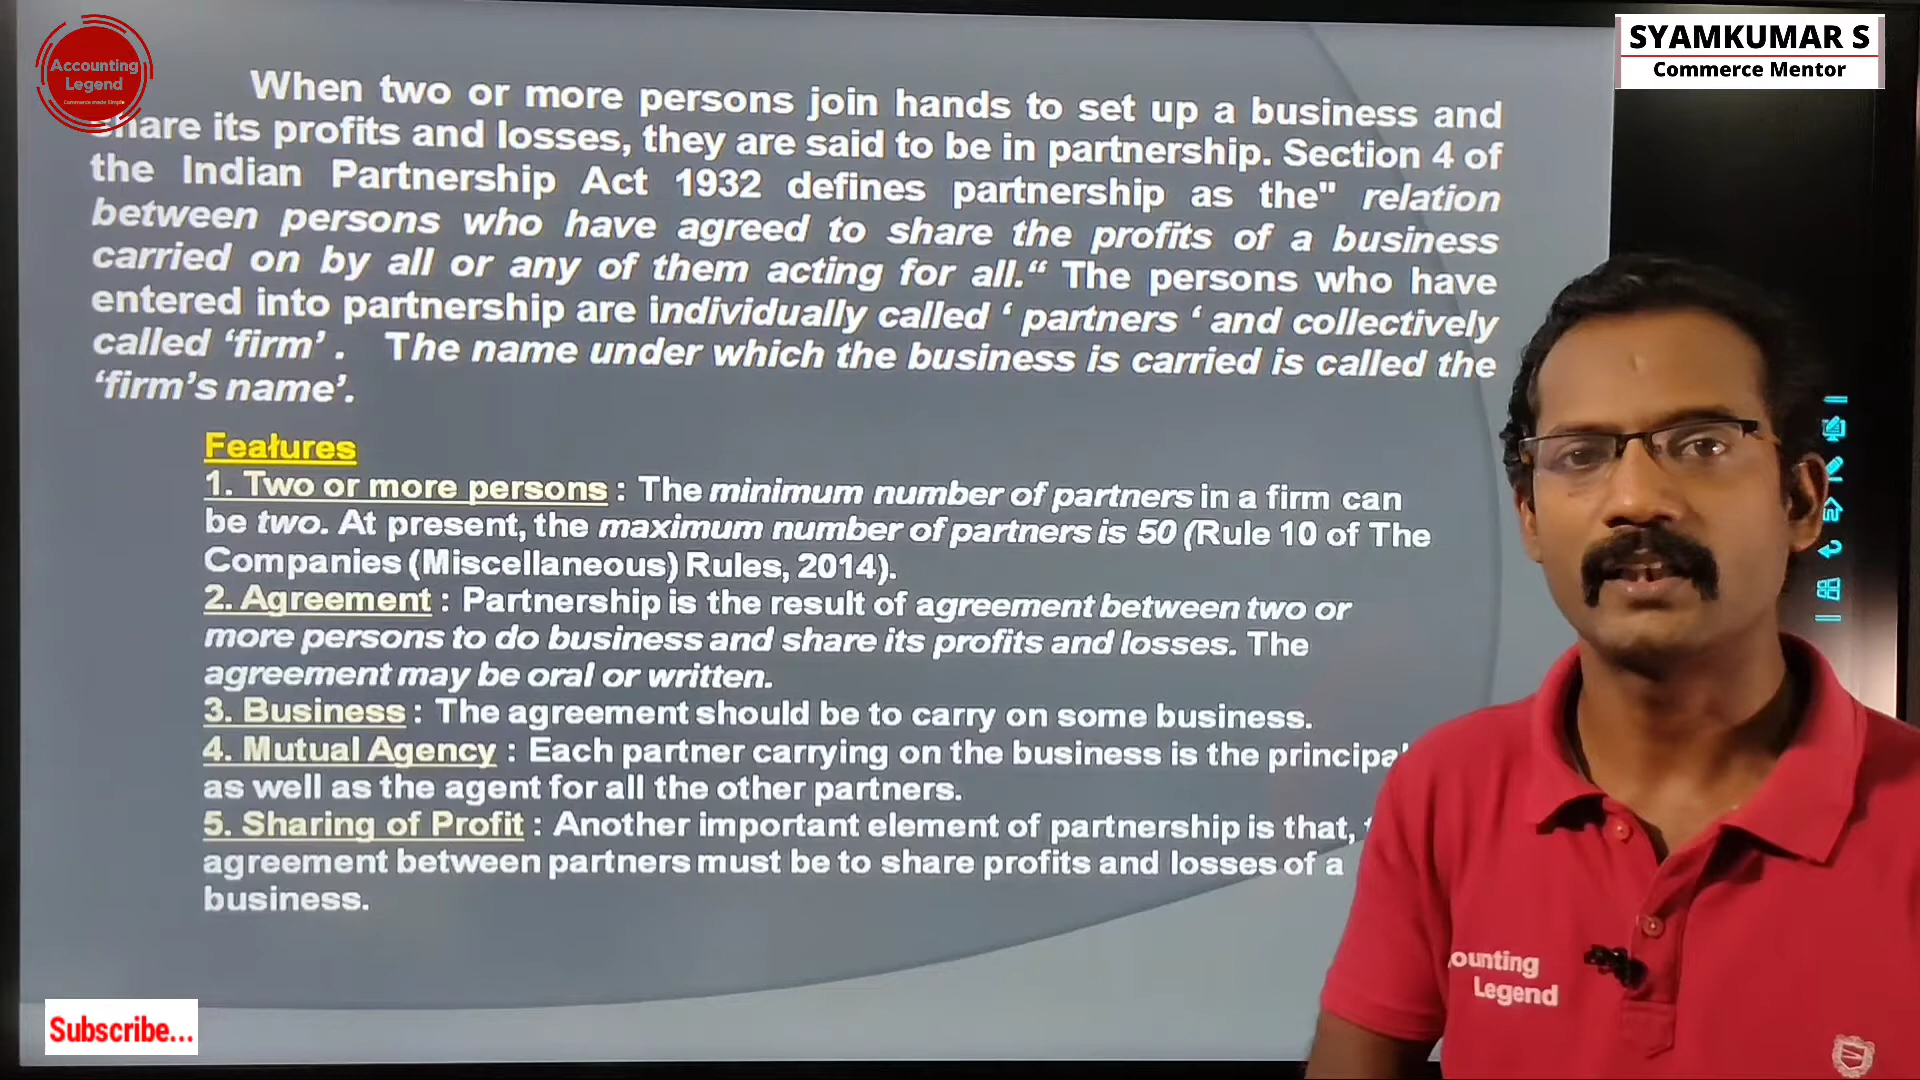 Accounting
Legend
Commerce made Simple
SYAMKUMAR S
Commerce Mentor
When two or more persons join hands to set up a business and
share its profits and losses, they are said to be in partnership. Section 4 of
the Indian Partnership Act 1932 defines partnership as the" relation
between persons who have agreed to share the profits of a business
carried on by all or any of them acting for all.“ The persons who have
entered into partnership are individually called ‘ partners ‘ and collectively
called ‘firm’ . The name under which the business is carried is called the
‘firm’s name’.
Features
1. Two or more persons : The minimum number of partners in a firm can
be two. At present, the maximum number of partners is 50 (Rule 10 of The
Companies (Miscellaneous) Rules, 2014).
2. Agreement : Partnership is the result of agreement between two or
more persons to do business and share its profits and losses. The
agreement may be oral or written.
3. Business : The agreement should be to carry on some business.
4. Mutual Agency : Each partner carrying on the business is the principal
as well as the agent for all the other partners.
5. Sharing of Profit : Another important element of partnership is that,
agreement between partners must be to share profits and losses of a
business.
ounting
Legend
Subscribe...